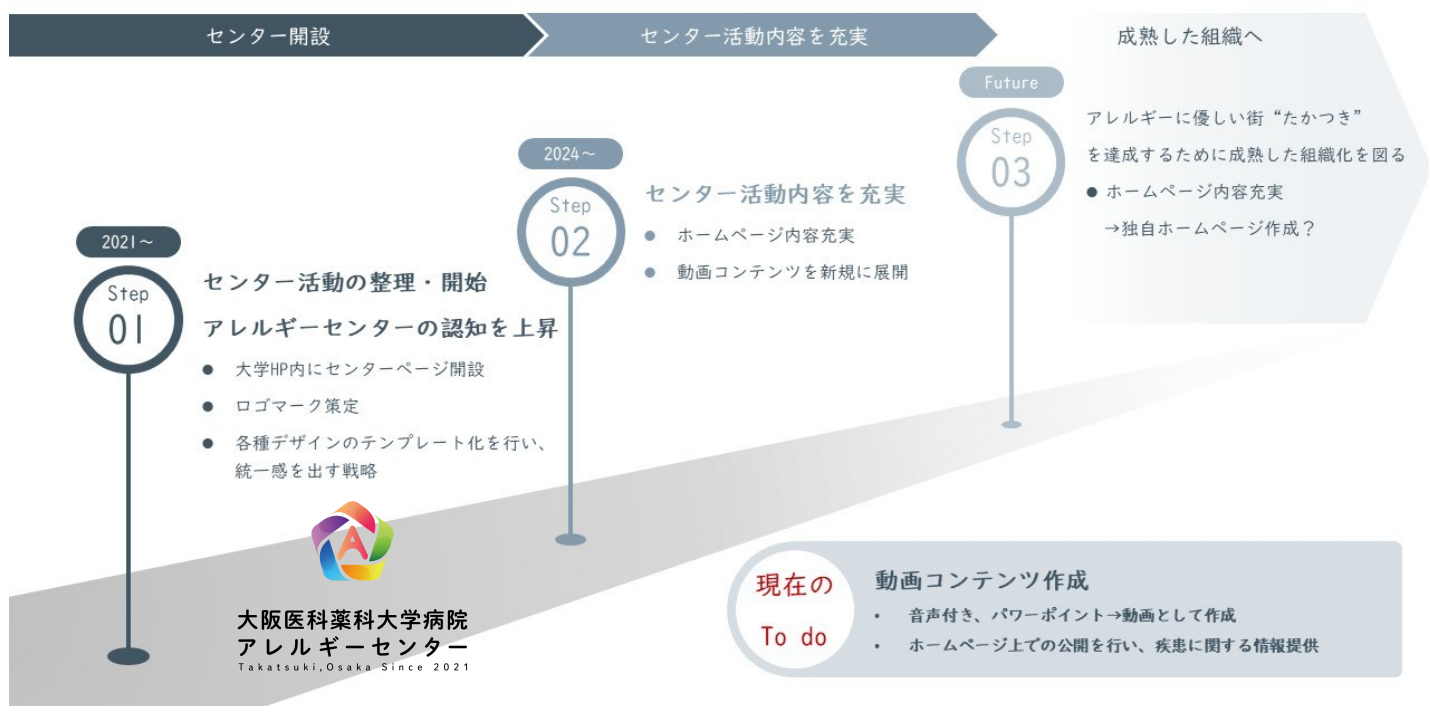 センター開設
センター活動内容を充実
成熟した組織へ
2021～
Step
01
センター活動の整理・開始
アレルギーセンターの認知を上昇
● 大学HP内にセンターページ開設
● ロゴマーク策定
● 各種デザインのテンプレート化を行い、
統一感を出す戦略
A
大阪医科薬科大学病院
アレルギーセンター
Takatsuki,Osaka Since 2021
2024～
Step
02
センター活動内容を充実
● ホームページ内容充実
● 動画コンテンツを新規に展開
Future
Step
03
アレルギーに優しい街“たかつき”
を達成するために成熟した組織化を図る
● ホームページ内容充実
→独自ホームページ作成？
現在の
To do
動画コンテンツ作成
• 音声付き、パワーポイント→動画として作成
• ホームページ上での公開を行い、疾患に関する情報提供